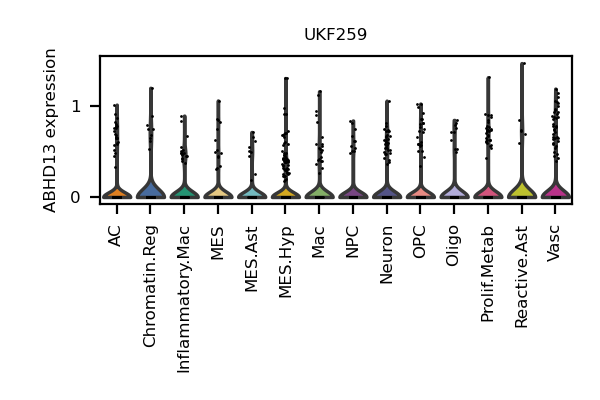 UKF259
ABHD13 expression
1
0
AC
Chromatin.Reg
Inflammatory.Mac
MES
MES.Ast
MES.Hyp
Mac
NPC
Neuron
OPC
Oligo
Prolif.Metab
Reactive.Ast
Vasc